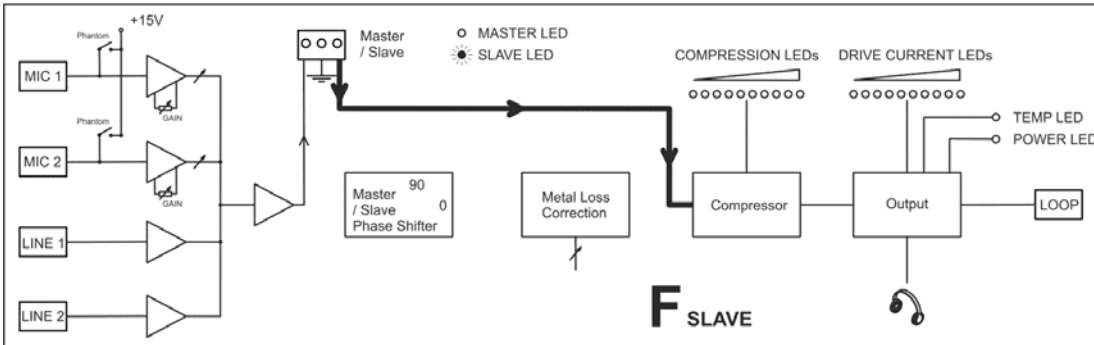 +15V
Phantom
MIC 1
GAIN
Phantom
MIC 2
GAIN
LINE 1
LINE 2
Master
/ Slave
MASTER LED
SLAVE LED
90
Master
0
/ Slave
Phase Shifter
Metal Loss
Correction
COMPRESSION LEDs
Compressor
DRIVE CURRENT LEDs
TEMP LED
POWER LED
Output
LOOP
F SLAVE